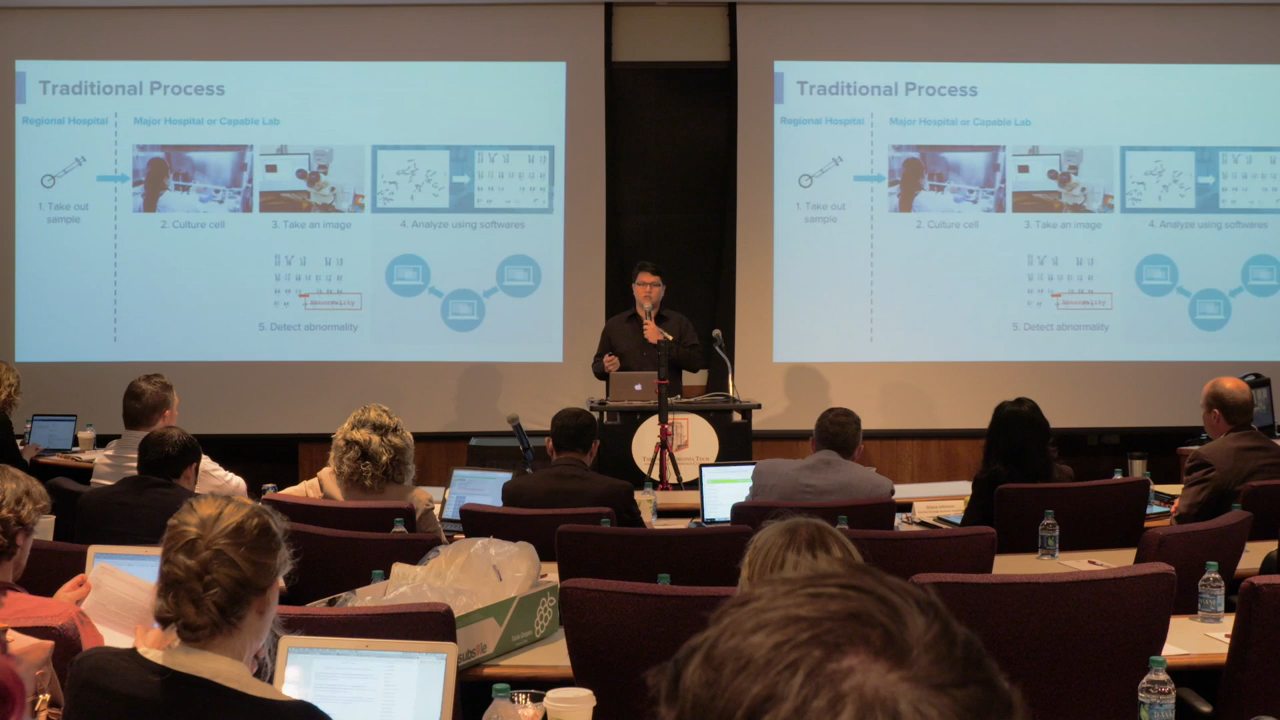 Traditional Process
Regional Hospital
Major Hospital or Capable Lab
1. Take out
sample
2. Culture cell
3. Take an image
4. Analyze using softwares
Abnormality
5. Detect abnormality
Traditional Process
Regional Hospital
Major Hospital or Capable Lab
1. Take out
sample
2. Culture cell
3. Take an image
4. Analyze using softwares
Abnormality
5. Detect abnormality